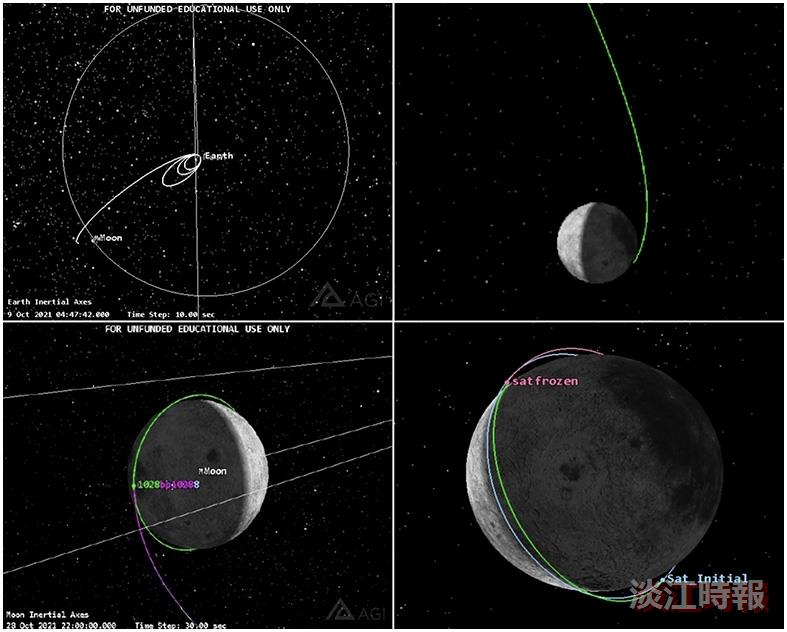 FOR UNFUNDED EDUCATIONAL USE ONLY
Earth
Moon
Earth Inertial Axes
9 Oct 2021 04:47:42.000 Time Step: 10.00 sec
AGI
FOR UNFUNDED EDUCATIONAL USE ONLY
Moon
1028
Moon Inertial Axes
28 Oct 2021 22:00:00.000 Time Step: 30.00 sec
AGI
satfrozen
Sat Initial
淡江時報